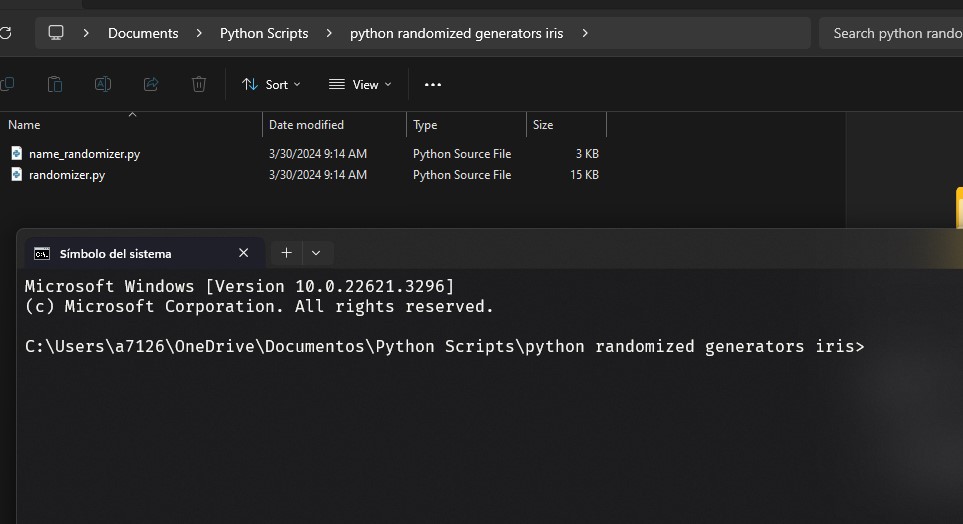 Documents > Python Scripts > python randomized generators iris >
Search python rando
Sort
View
Name Date modified Type Size
name_randomizer.py 3/30/2024 9:14 AM Python Source File 3 KB
randomizer.py 3/30/2024 9:14 AM Python Source File 15 KB
Símbolo del sistema
Microsoft Windows [Version 10.0.22621.3296]
(c) Microsoft Corporation. All rights reserved.
C:\Users\a7126\OneDrive\Documentos\Python Scripts\python randomized generators iris>